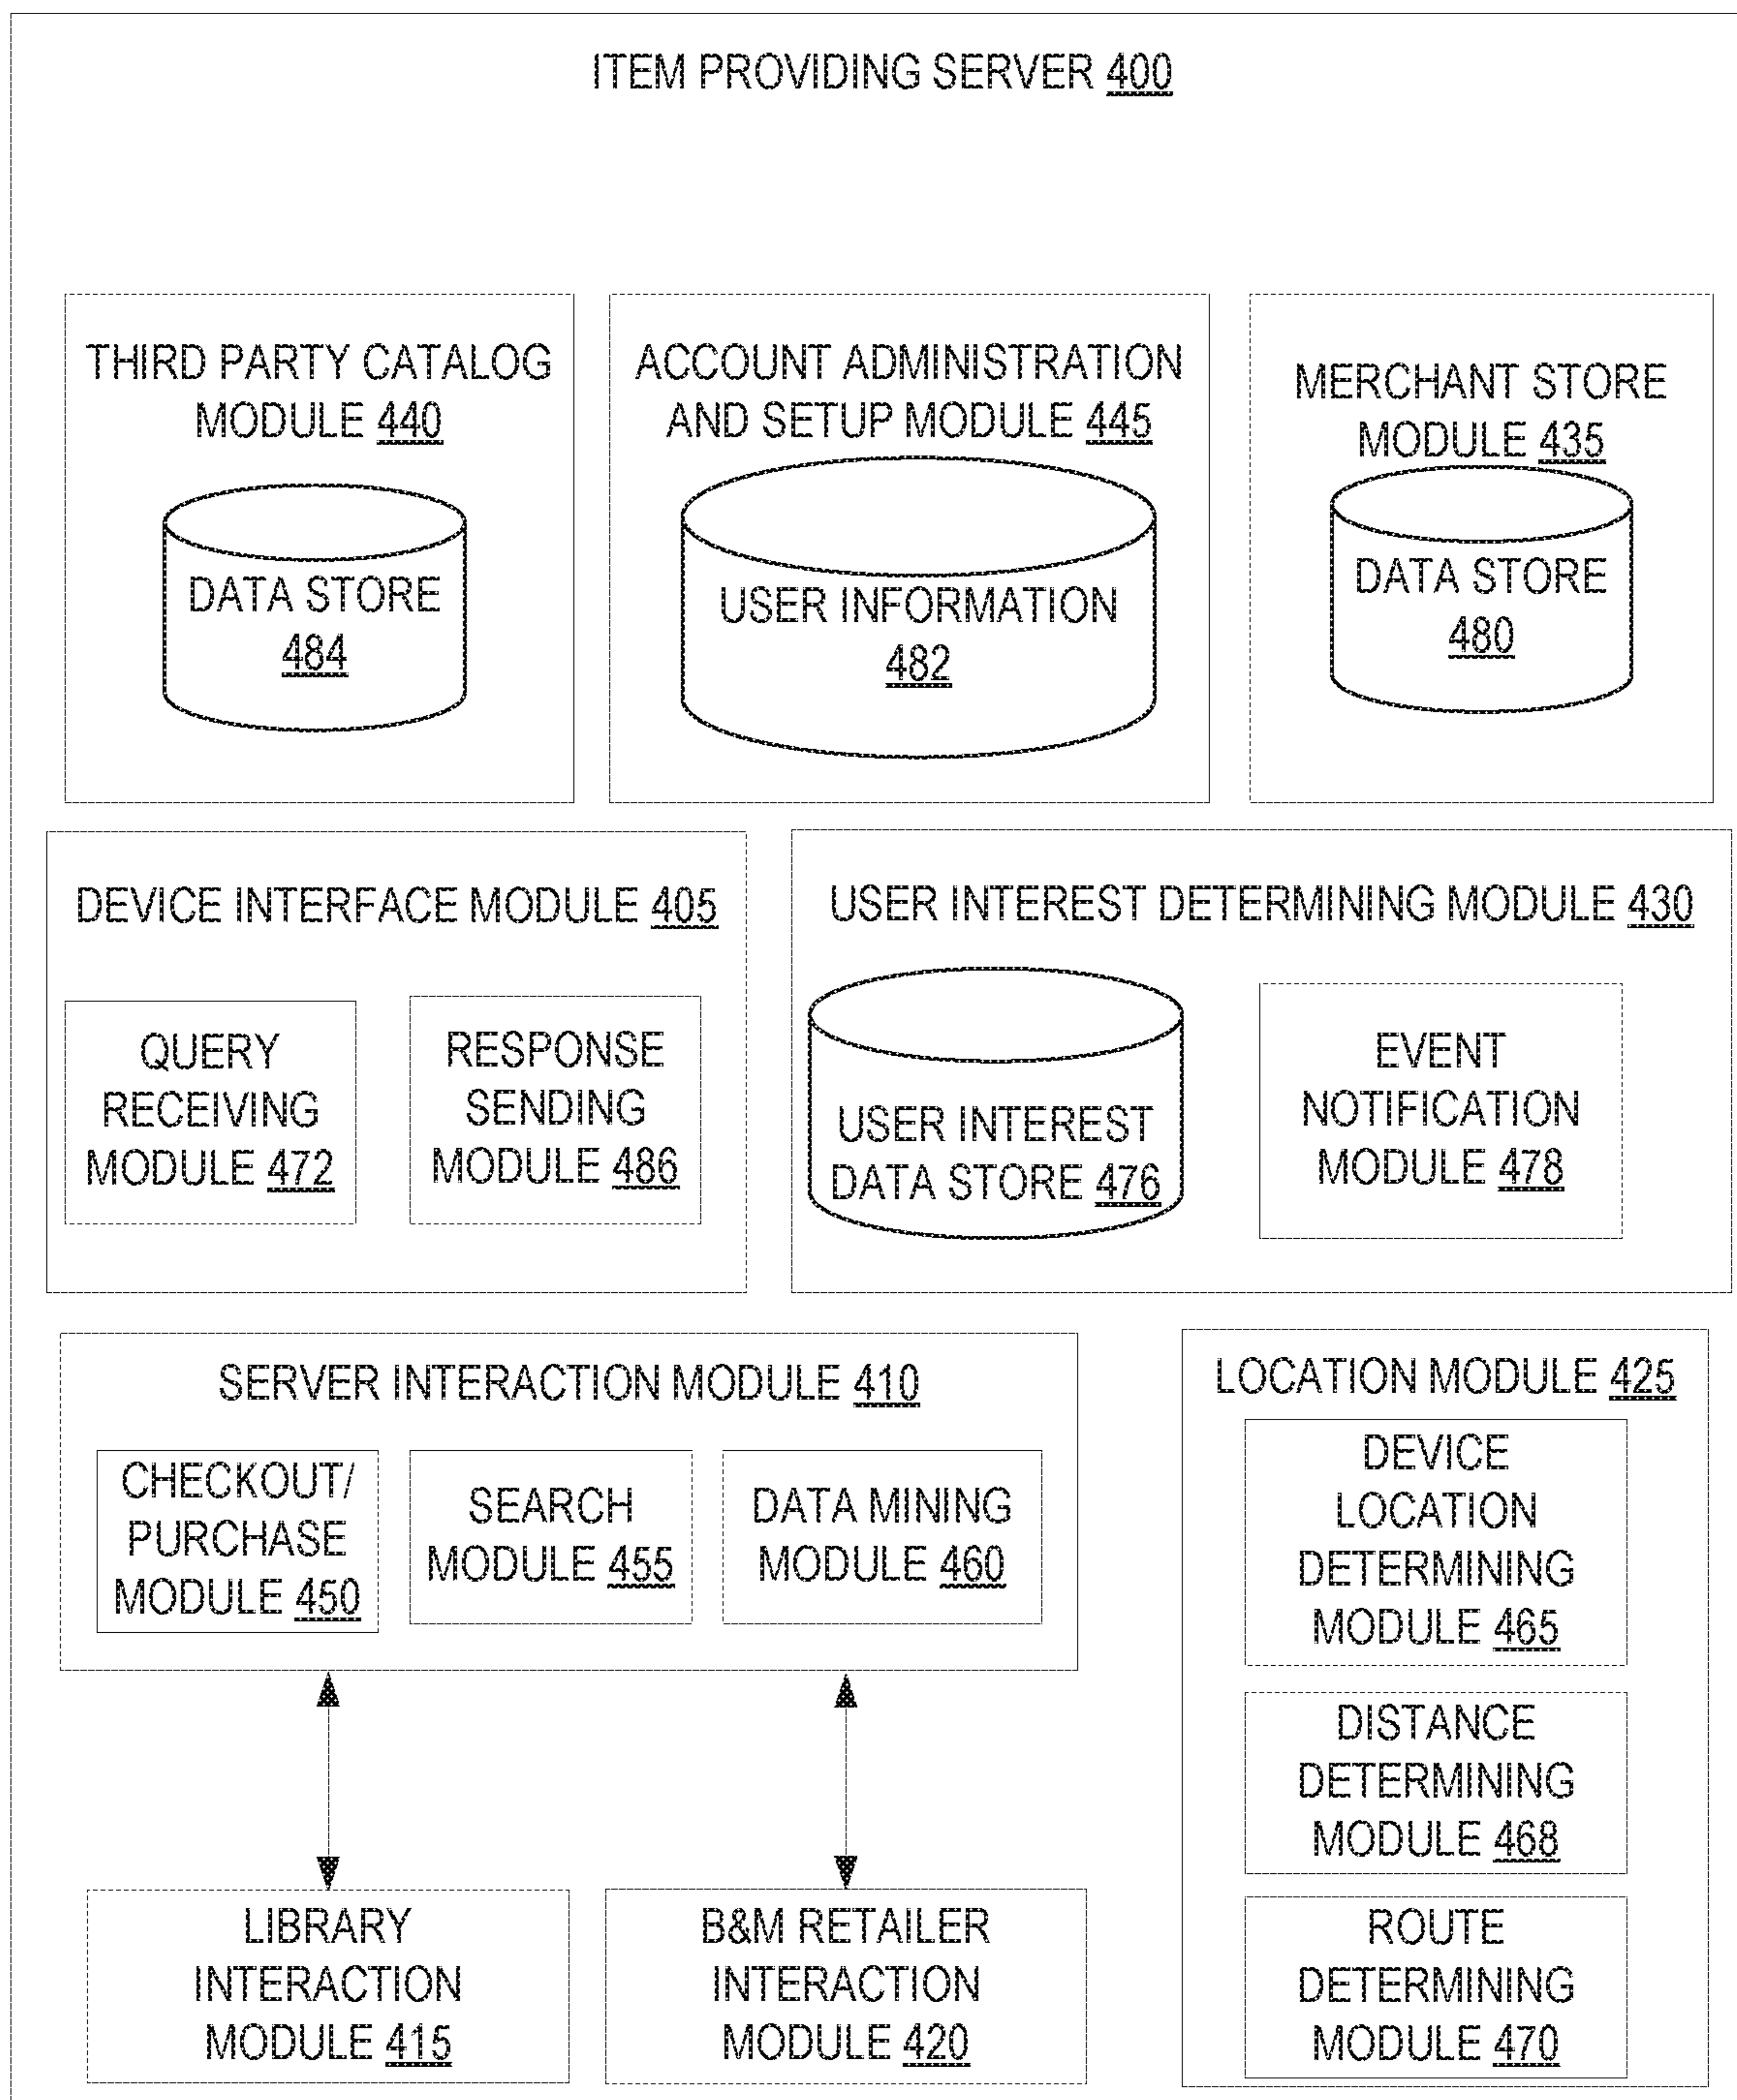 ITEM PROVIDING SERVER 400
THIRD PARTY CATALOG
MODULE 440
DATA STORE
484
ACCOUNT ADMINISTRATION
AND SETUP MODULE 445
USER INFORMATION
482
MERCHANT STORE
MODULE 435
DATA STORE
480
DEVICE INTERFACE MODULE 405
QUERY
RECEIVING
MODULE 472
RESPONSE
SENDING
MODULE 486
USER INTEREST DETERMINING MODULE 430
USER INTEREST
DATA STORE 476
EVENT
NOTIFICATION
MODULE 478
SERVER INTERACTION MODULE 410
CHECKOUT/
PURCHASE
MODULE 450
SEARCH
MODULE 455
DATA MINING
MODULE 460
LIBRARY
INTERACTION
MODULE 415
B&M RETAILER
INTERACTION
MODULE 420
LOCATION MODULE 425
DEVICE
LOCATION
DETERMINING
MODULE 465
DISTANCE
DETERMINING
MODULE 468
ROUTE
DETERMINING
MODULE 470